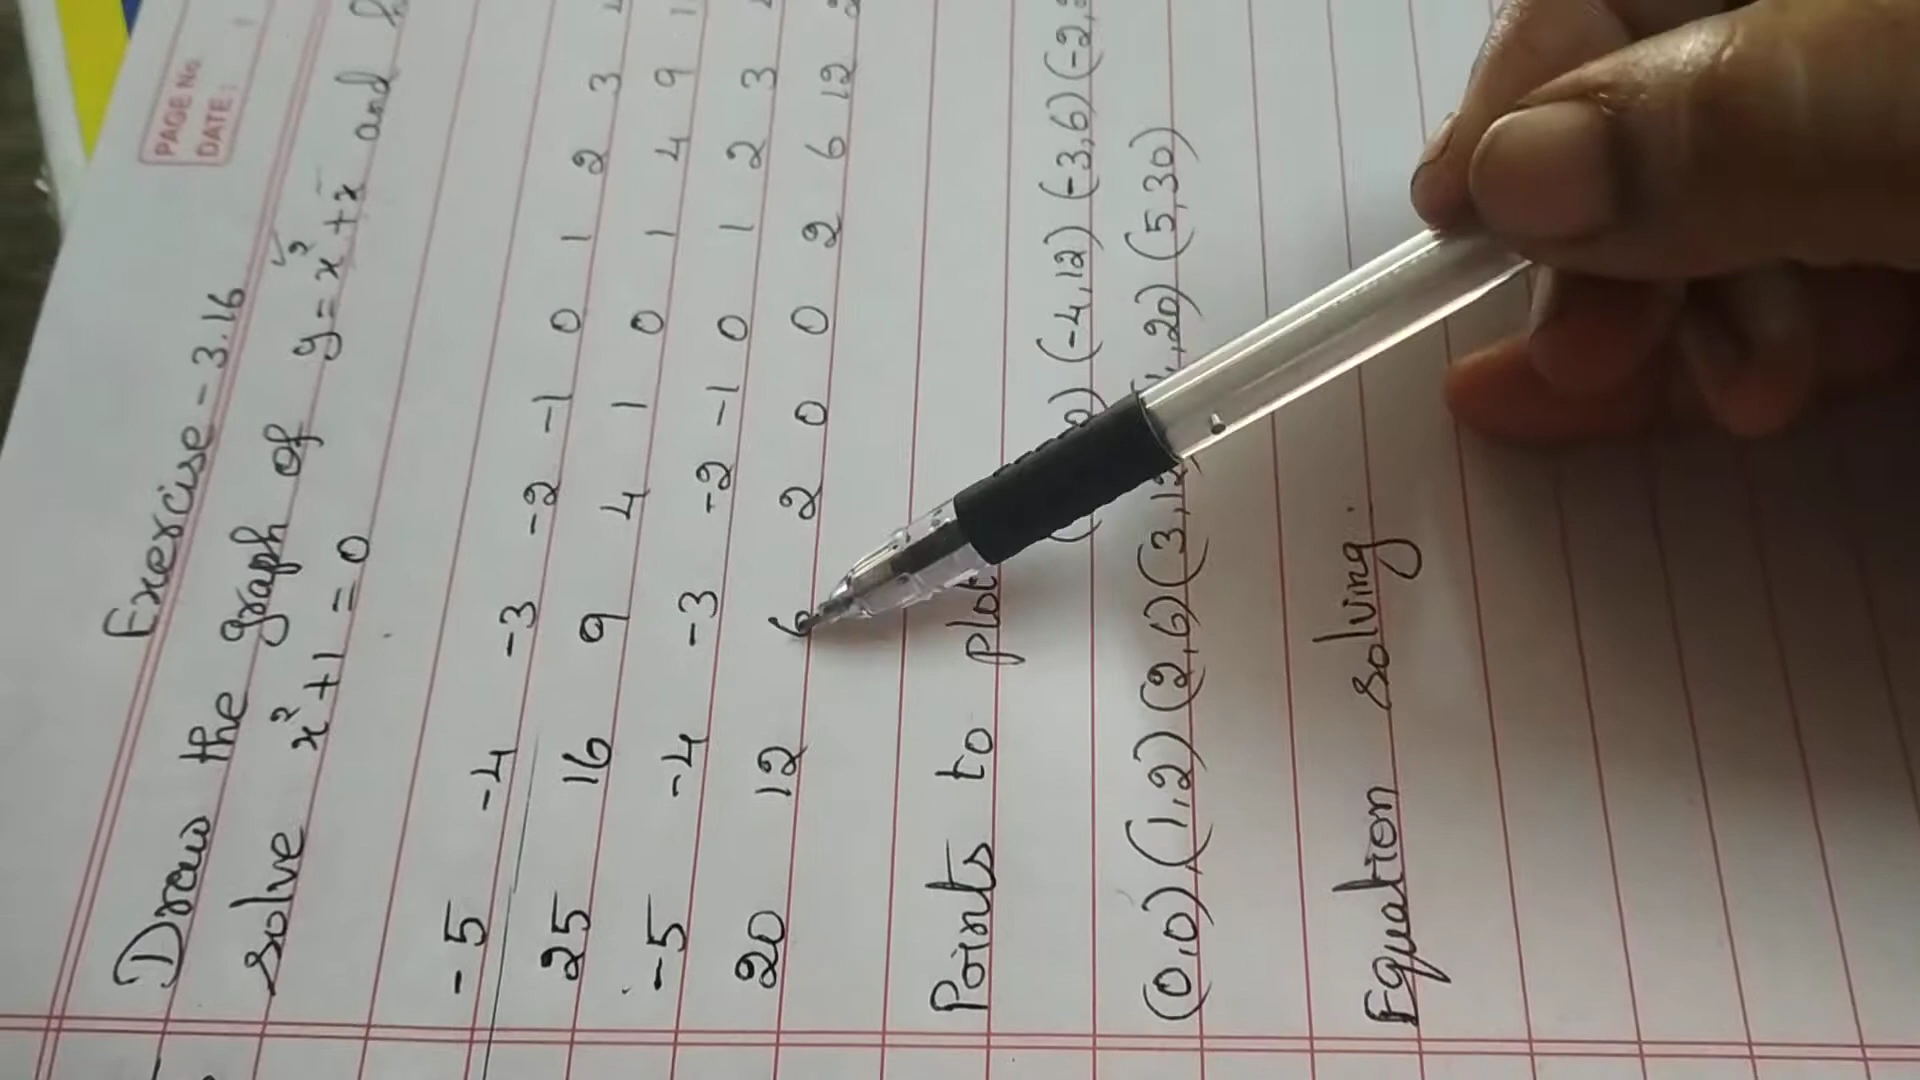 PAGE No
DATE:
Exercise - 3.16
Draw the graph of y = x² + x and
solve x² + 1 = 0
-5 -4 -3 -2 -1 0 1 2 3
25 16 9 4 1 0 1 4 9
-5 -4 -3 -2 -1 0 1 2 3
20 12 6 2 0 0 2 6 12
Points to plot (-4,12) (-3,6) (-2,
(0,0) (1,2) (2,6) (3,12 ,20) (5,30)
Equation solving.